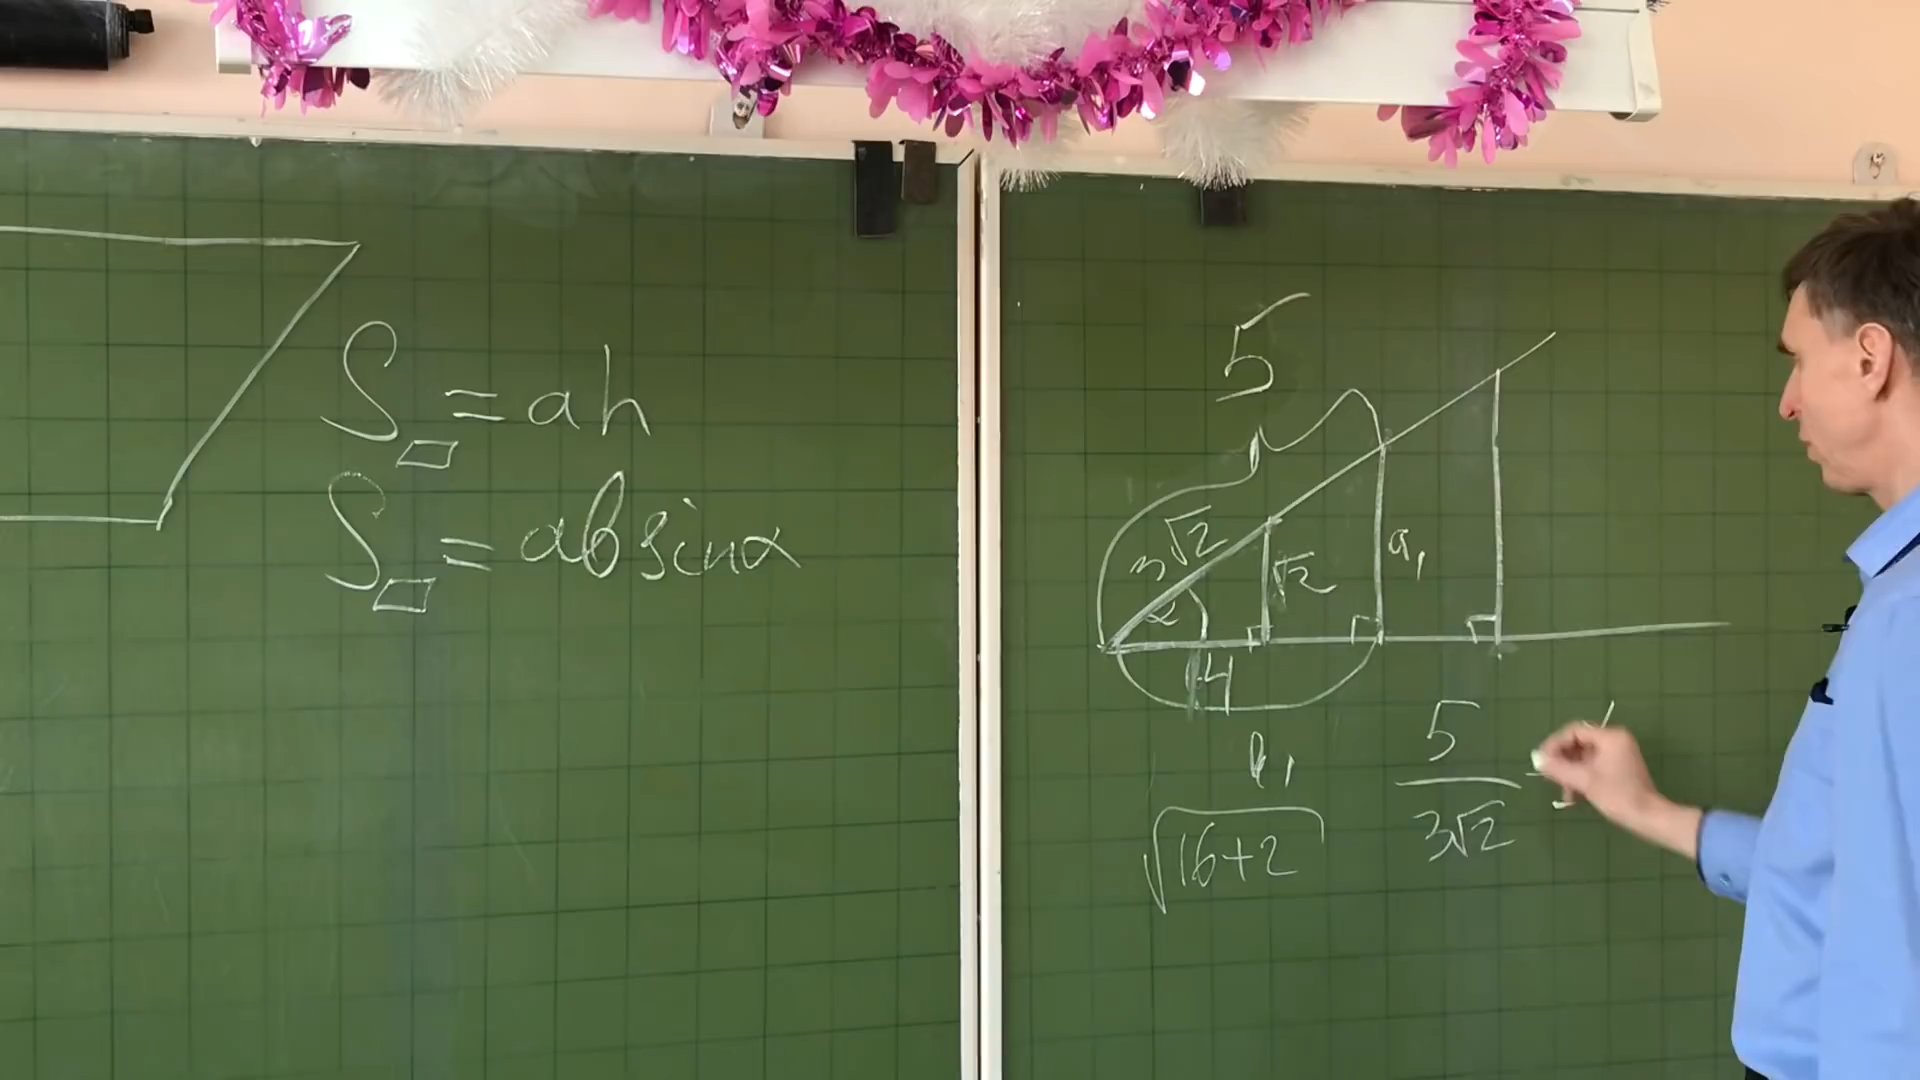 S▱ = ah
S▱ = ab sin α
5
3√2
√2
a₁
α
4
b₁
√16+2
5/3√2 =